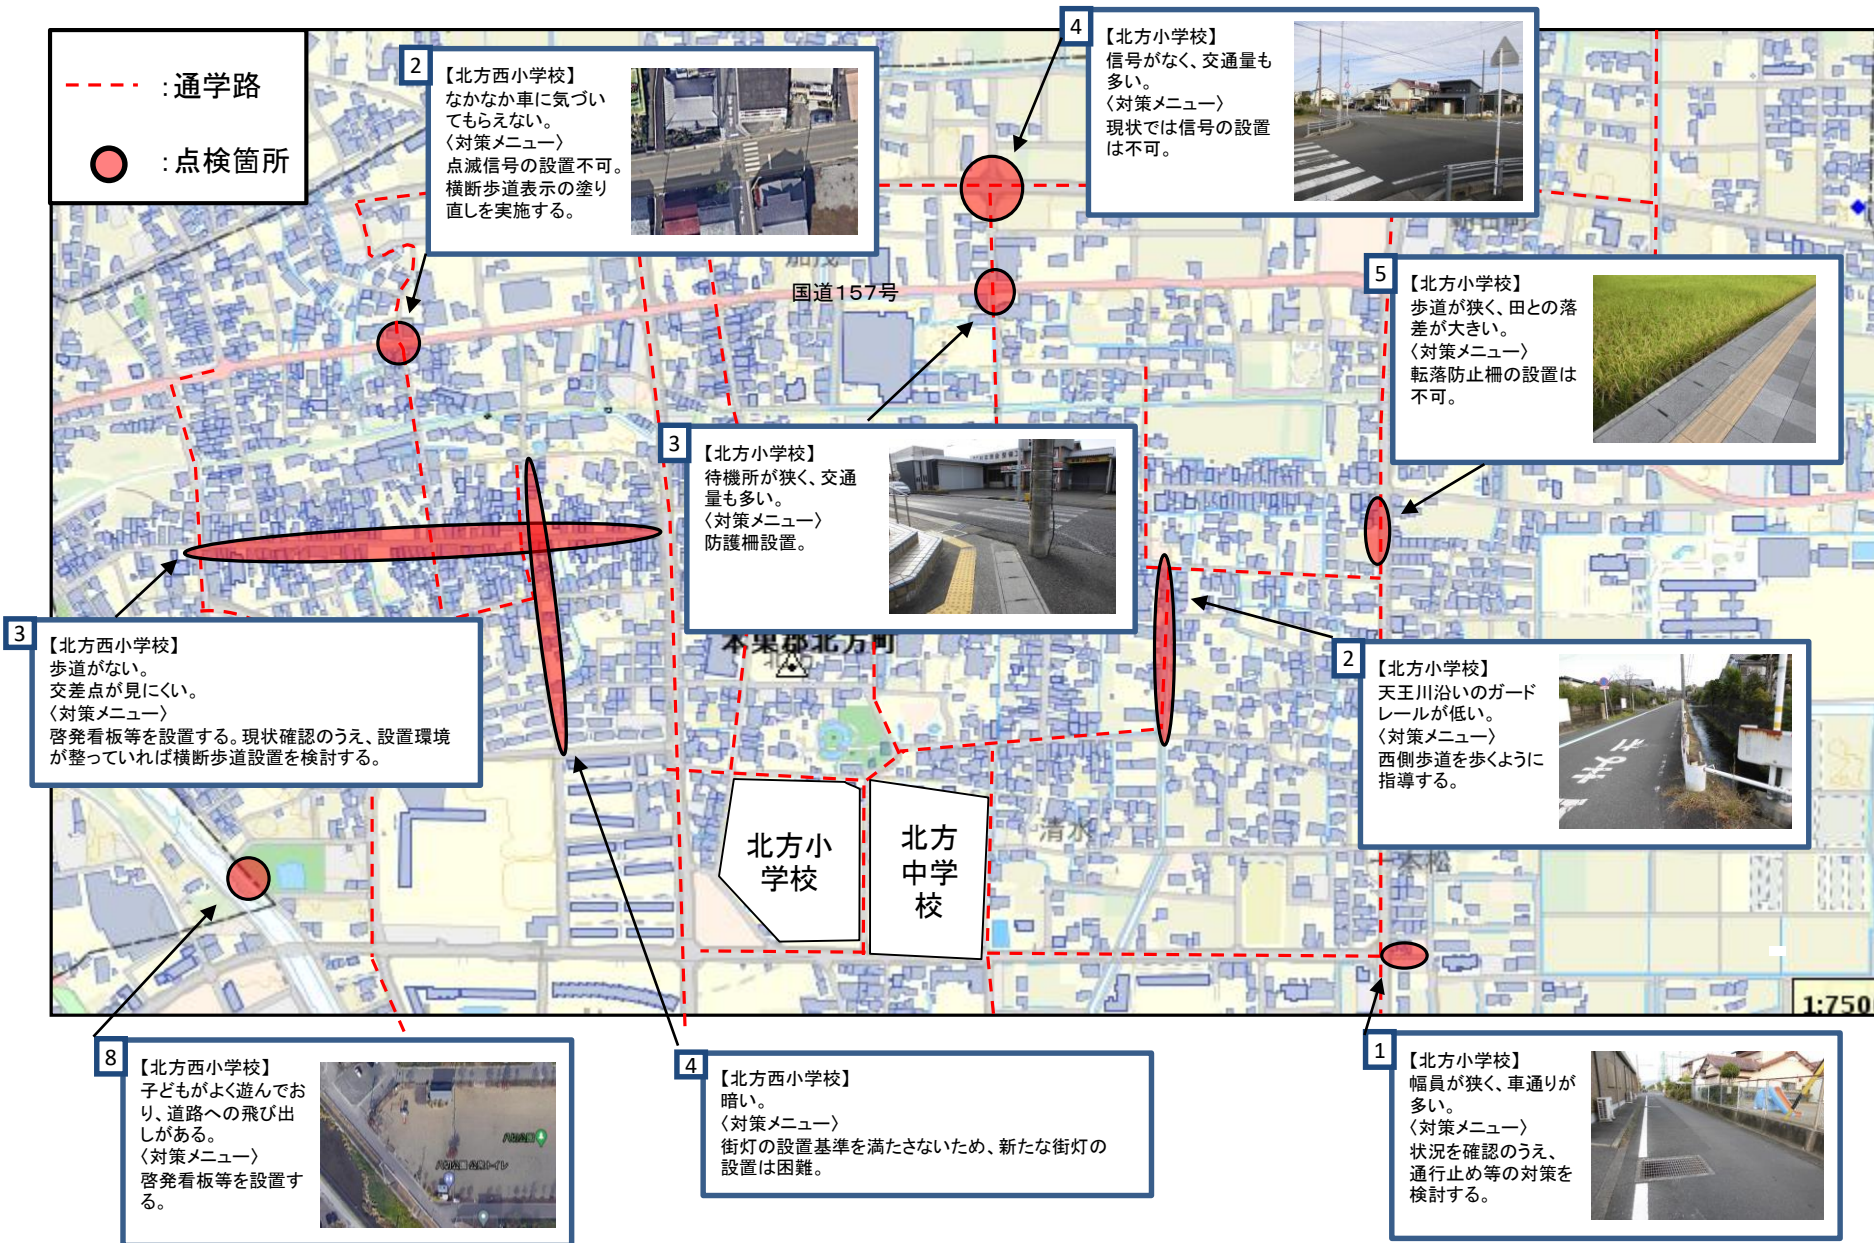 ：通学路
：点検箇所
2
【北方西小学校】
なかなか車に気づい
てもらえない。
〈対策メニュー〉
点滅信号の設置不可。
横断歩道表示の塗り
直しを実施する。
4
【北方小学校】
信号がなく、交通量も
多い。
〈対策メニュー〉
現状では信号の設置
は不可。
5
【北方小学校】
歩道が狭く、田との落
差が大きい。
〈対策メニュー〉
転落防止柵の設置は
不可。
国道157号
3
【北方小学校】
待機所が狭く、交通
量も多い。
〈対策メニュー〉
防護柵設置。
3
【北方西小学校】
歩道がない。
交差点が見にくい。
〈対策メニュー〉
啓発看板等を設置する。現状確認のうえ、設置環境
が整っていれば横断歩道設置を検討する。
本巣郡北方町
2
【北方小学校】
天王川沿いのガード
レールが低い。
〈対策メニュー〉
西側歩道を歩くように
指導する。
北方小
学校
北方
中学
校
清水
1:750
8
【北方西小学校】
子どもがよく遊んでお
り、道路への飛び出
しがある。
〈対策メニュー〉
啓発看板等を設置す
る。
4
【北方西小学校】
暗い。
〈対策メニュー〉
街灯の設置基準を満たさないため、新たな街灯の
設置は困難。
1
【北方小学校】
幅員が狭く、車通りが
多い。
〈対策メニュー〉
状況を確認のうえ、
通行止め等の対策を
検討する。